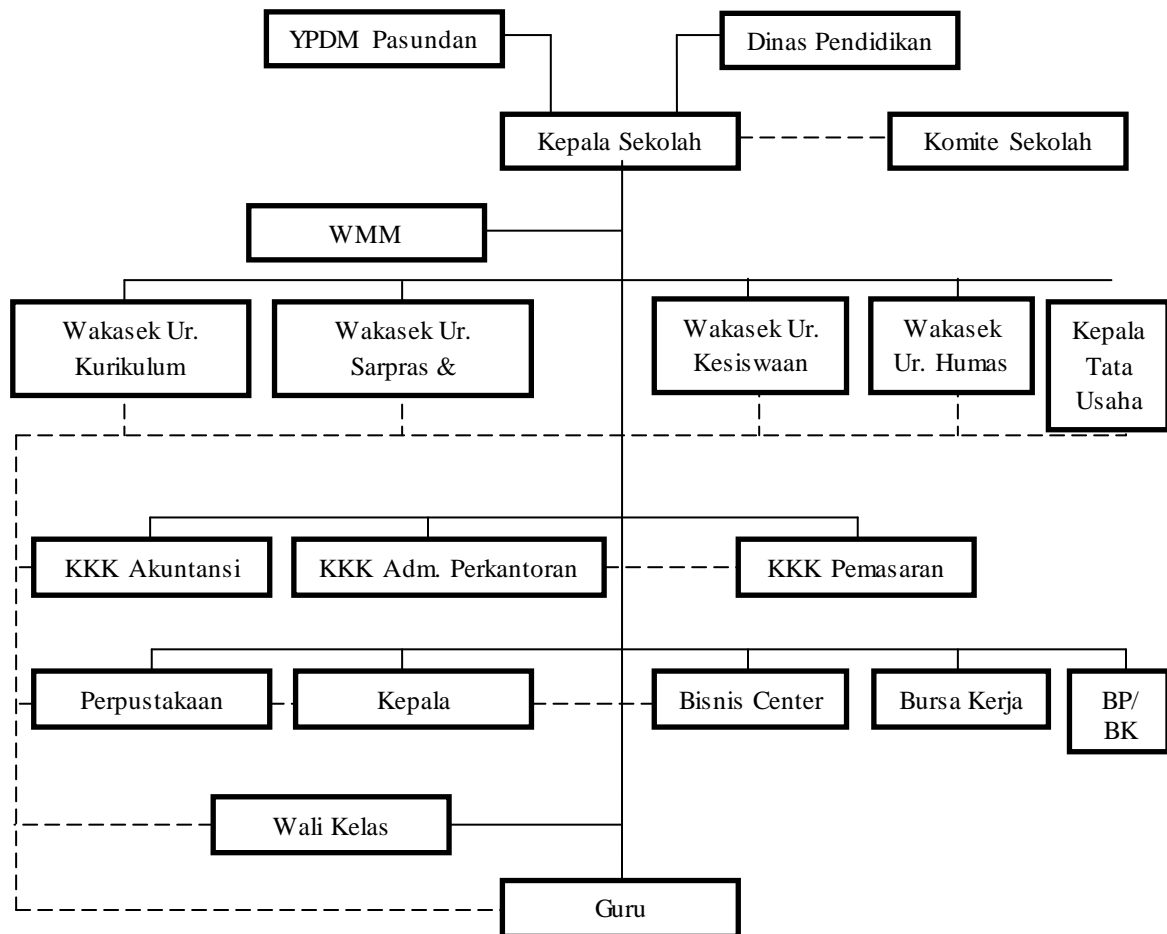 YPDM Pasundan
Dinas Pendidikan
Kepala Sekolah
Komite Sekolah
WMM
Wakasek Ur.
Kurikulum
Wakasek Ur.
Sarpras &
Wakasek Ur.
Kesiswaan
Wakasek
Ur. Humas
Kepala
Tata
Usaha
KKK Akuntansi
KKK Adm. Perkantoran
KKK Pemasaran
Perpustakaan
Kepala
Bisnis Center
Bursa Kerja
BP/
BK
Wali Kelas
Guru